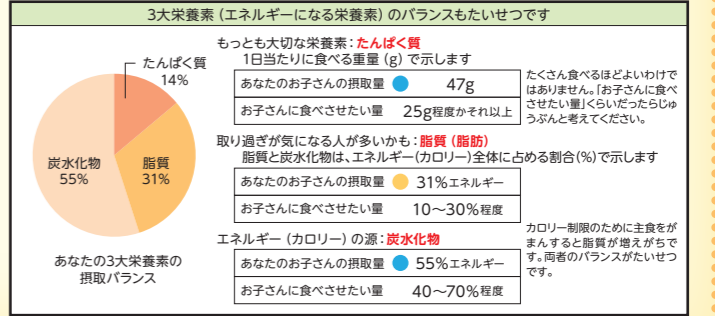 3大栄養素(エネルギーになる栄養素)のバランスもたいせつです
たんぱく質
14%
炭水化物
55%
脂質
31%
あなたの3大栄養素の
摂取バランス
もっとも大切な栄養素:たんぱく質
1日当たりに食べる重量(g)で示します
あなたのお子さんの摂取量 47g
お子さんに食べさせたい量 25g程度かそれ以上
たくさん食べるほどよいわけで
はありません。「お子さんに食べ
させたい量」くらいだったらじゅ
うぶんと考えてください。
取り過ぎが気になる人が多いかも:脂質(脂肪)
脂質と炭水化物は、エネルギー(カロリー)全体に占める割合(%)で示します
あなたのお子さんの摂取量 31%エネルギー
お子さんに食べさせたい量 10〜30%程度
エネルギー(カロリー)の源:炭水化物
あなたのお子さんの摂取量 55%エネルギー
お子さんに食べさせたい量 40〜70%程度
カロリー制限のために主食をが
まんすると脂質が増えがちで
す。両者のバランスがたいせつ
です。